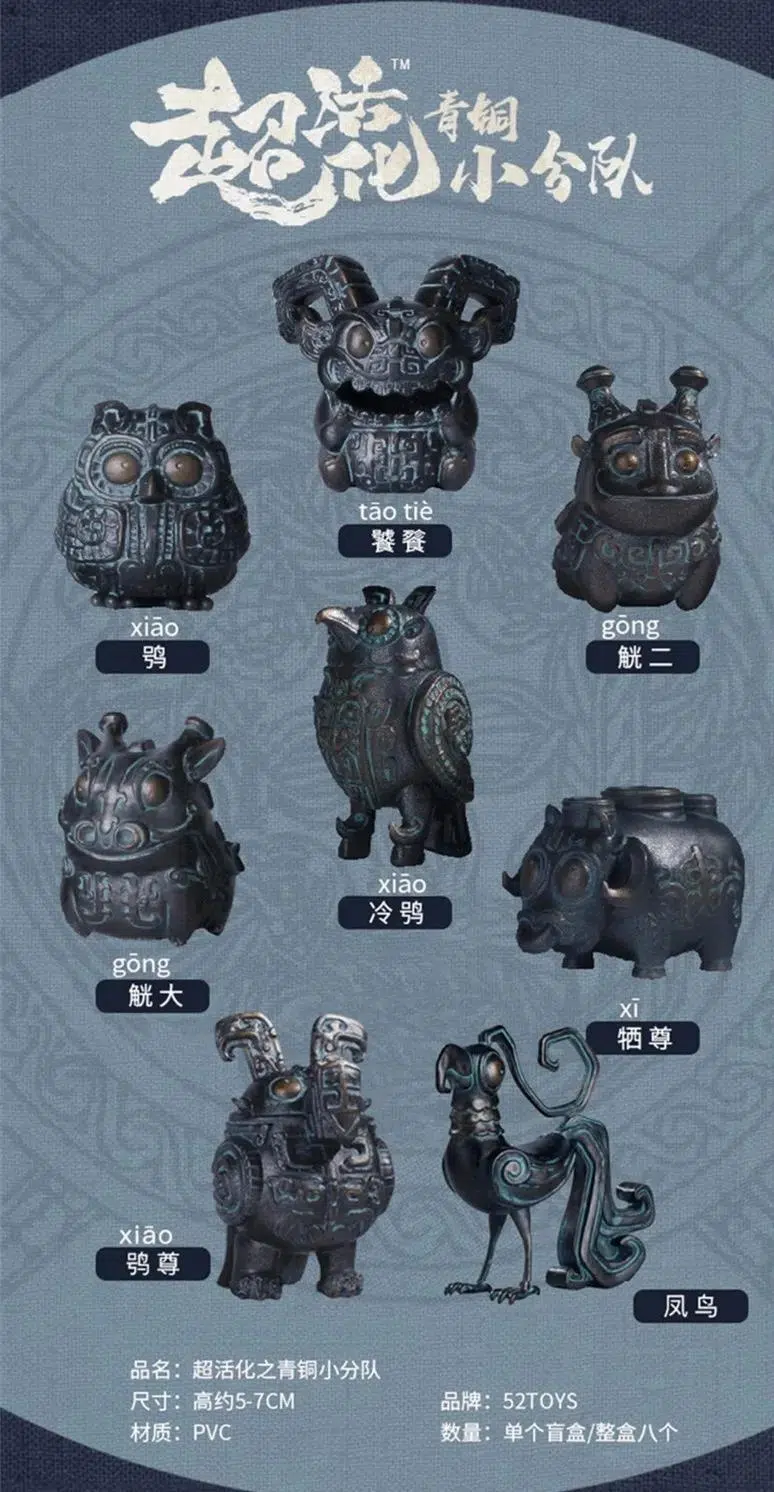 超活化™
青铜
小分队
tāo tiè
饕餮
xiāo
鸮
gōng
觥二
xiāo
冷鸮
gōng
觥大
xī
牺尊
xiāo
鸮尊
凤鸟
品名：超活化之青铜小分队
尺寸：高约5-7CM
品牌：52TOYS
材质：PVC
数量：单个盲盒/整盒八个